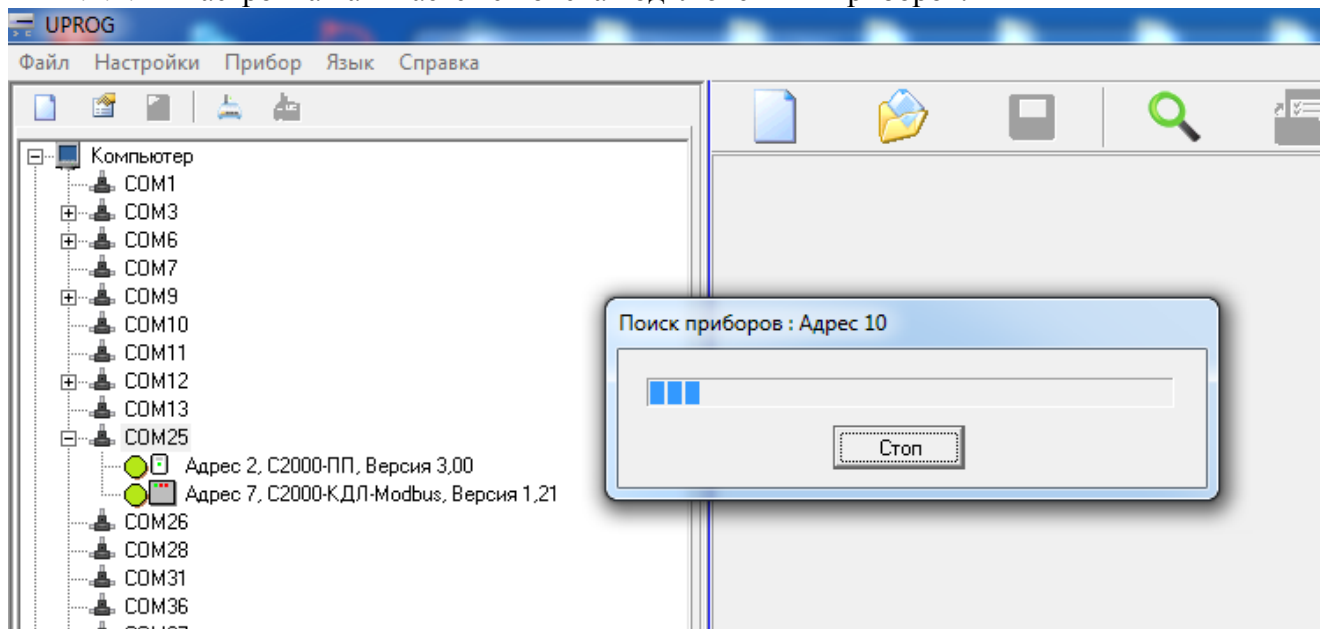 UPROG
Файл Настройки Прибор Язык Справка
Компьютер
COM1
COM3
COM6
COM7
COM9
COM10
COM11
COM12
COM13
COM25
Адрес 2, С2000-ПП, Версия 3,00
Адрес 7, С2000-КДЛ-Modbus, Версия 1,21
COM26
COM28
COM31
COM36
Поиск приборов : Адрес 10
Стоп